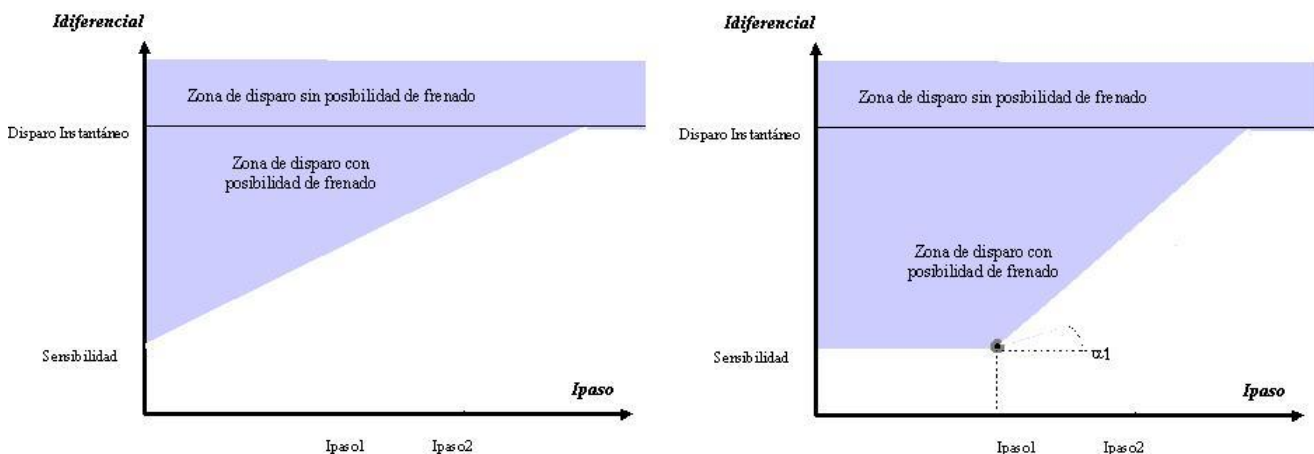 Idiferencial
Zona de disparo sin posibilidad de frenado
Disparo Instantáneo
Zona de disparo con
posibilidad de frenado
Sensibilidad
Ipaso
Ipaso1
Ipaso2
Idiferencial
Zona de disparo sin posibilidad de frenado
Disparo Instantáneo
Zona de disparo con
posibilidad de frenado
Sensibilidad
α1
Ipaso
Ipaso1
Ipaso2